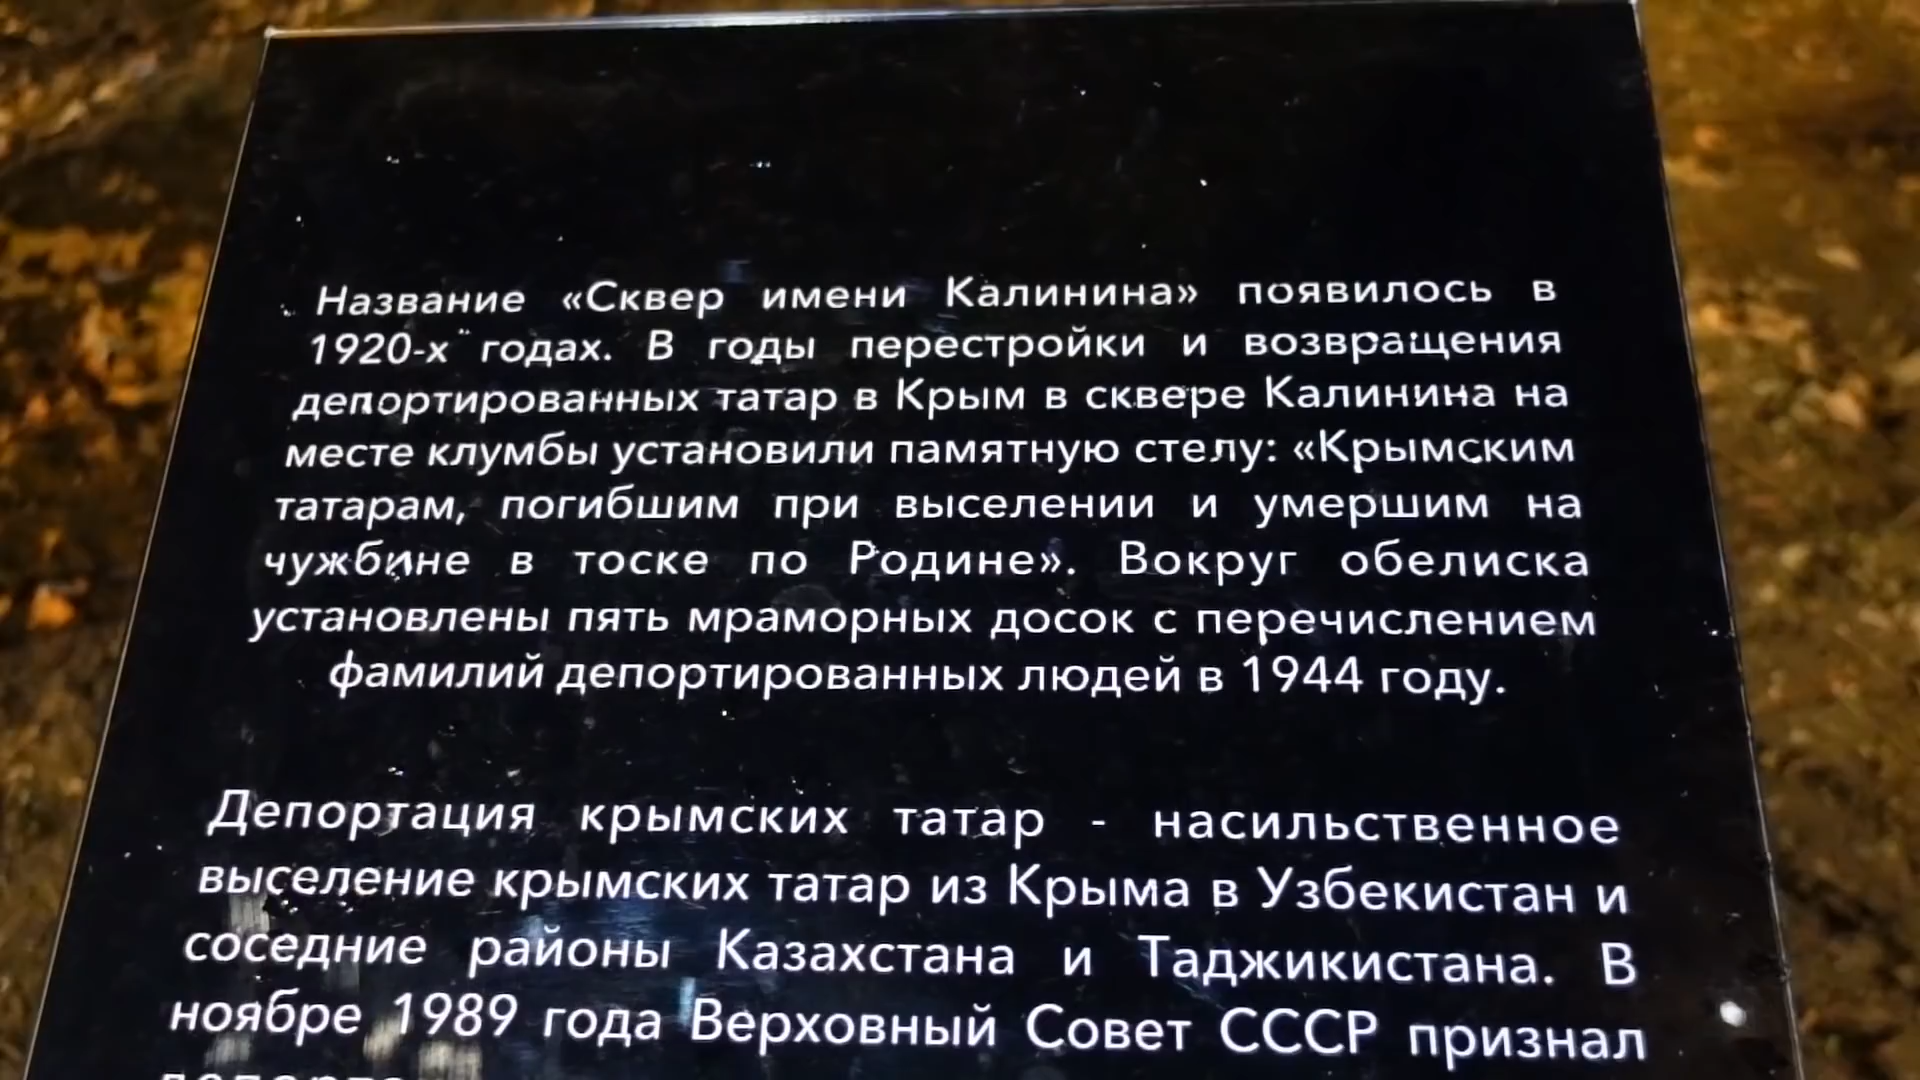 Название «Сквер имени Калинина» появилось в
1920-х годах. В годы перестройки и возвращения
депортированных татар в Крым в сквере Калинина на
месте клумбы установили памятную стелу: «Крымским
татарам, погибшим при выселении и умершим на
чужбине в тоске по Родине». Вокруг обелиска
установлены пять мраморных досок с перечислением
фамилий депортированных людей в 1944 году.
Депортация крымских татар - насильственное
выселение крымских татар из Крыма в Узбекистан и
соседние районы Казахстана и Таджикистана. В
ноябре 1989 года Верховный Совет СССР признал